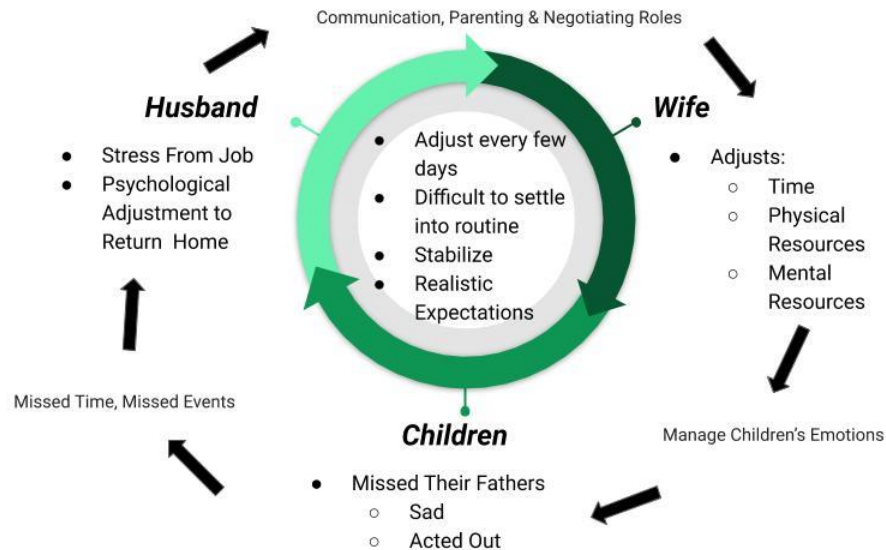 Communication, Parenting & Negotiating Roles
Husband
● Stress From Job
● Psychological
Adjustment to
Return Home
● Adjust every few
days
● Difficult to settle
into routine
● Stabilize
● Realistic
Expectations
Wife
● Adjusts:
○ Time
○ Physical
Resources
○ Mental
Resources
Missed Time, Missed Events
Manage Children's Emotions
Children
● Missed Their Fathers
○ Sad
○ Acted Out